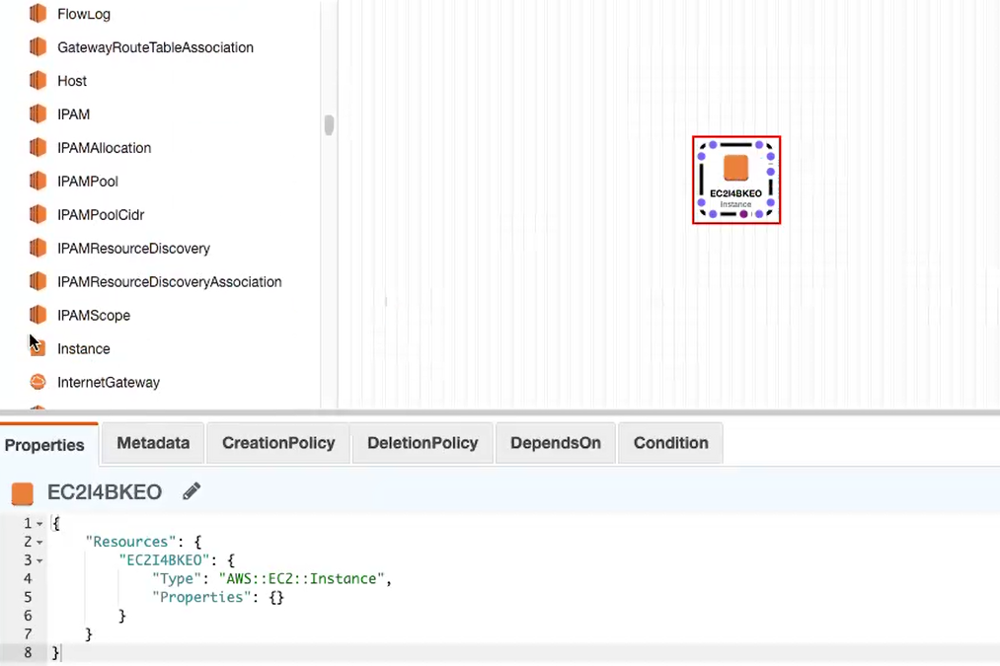 FlowLog
GatewayRouteTableAssociation
Host
IPAM
IPAMAllocation
IPAMPool
IPAMPoolCidr
IPAMResourceDiscovery
IPAMResourceDiscoveryAssociation
IPAMScope
Instance
InternetGateway
EC2I4BKEO
Instance
Properties Metadata CreationPolicy DeletionPolicy DependsOn Condition
EC2I4BKEO
1 {
2 "Resources": {
3 "EC2I4BKEO": {
4 "Type": "AWS::EC2::Instance",
5 "Properties": {}
6 }
7 }
8 }